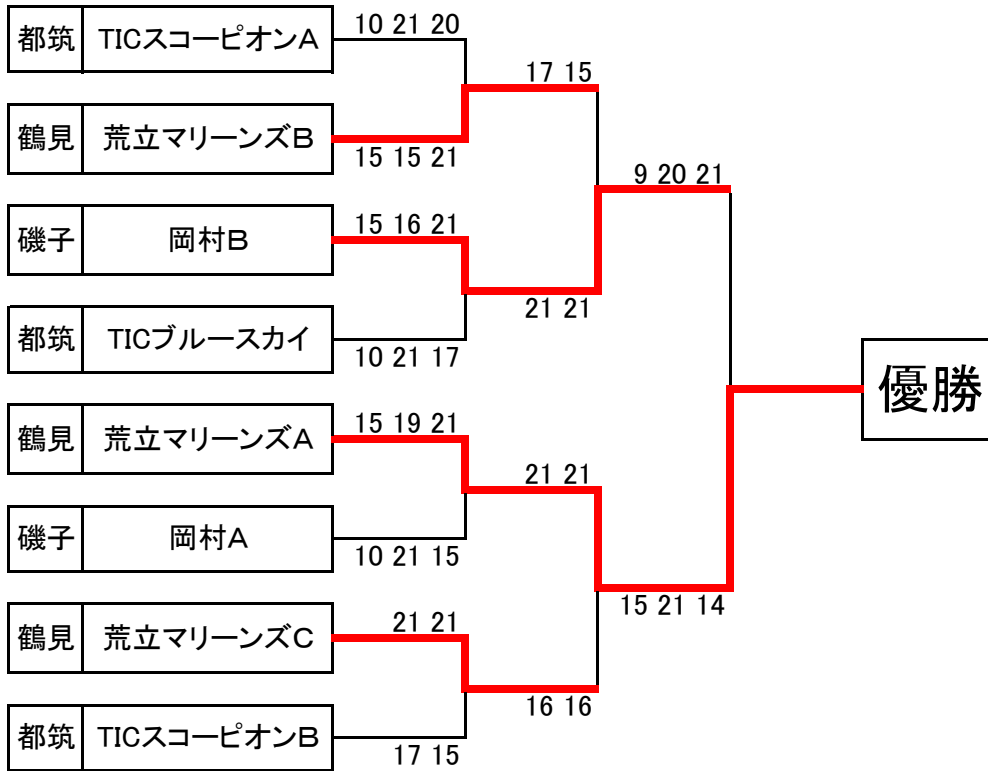 都筑 TICスコーピオンA 10 21 20
17 15
鶴見 荒立マリーンズB
15 15 21
9 20 21
磯子 岡村B 15 16 21
21 21
都筑 TICブルースカイ
10 21 17
優勝
鶴見 荒立マリーンズA 15 19 21
21 21
磯子 岡村A
10 21 15
15 21 14
鶴見 荒立マリーンズC 21 21
16 16
都筑 TICスコーピオンB
17 15